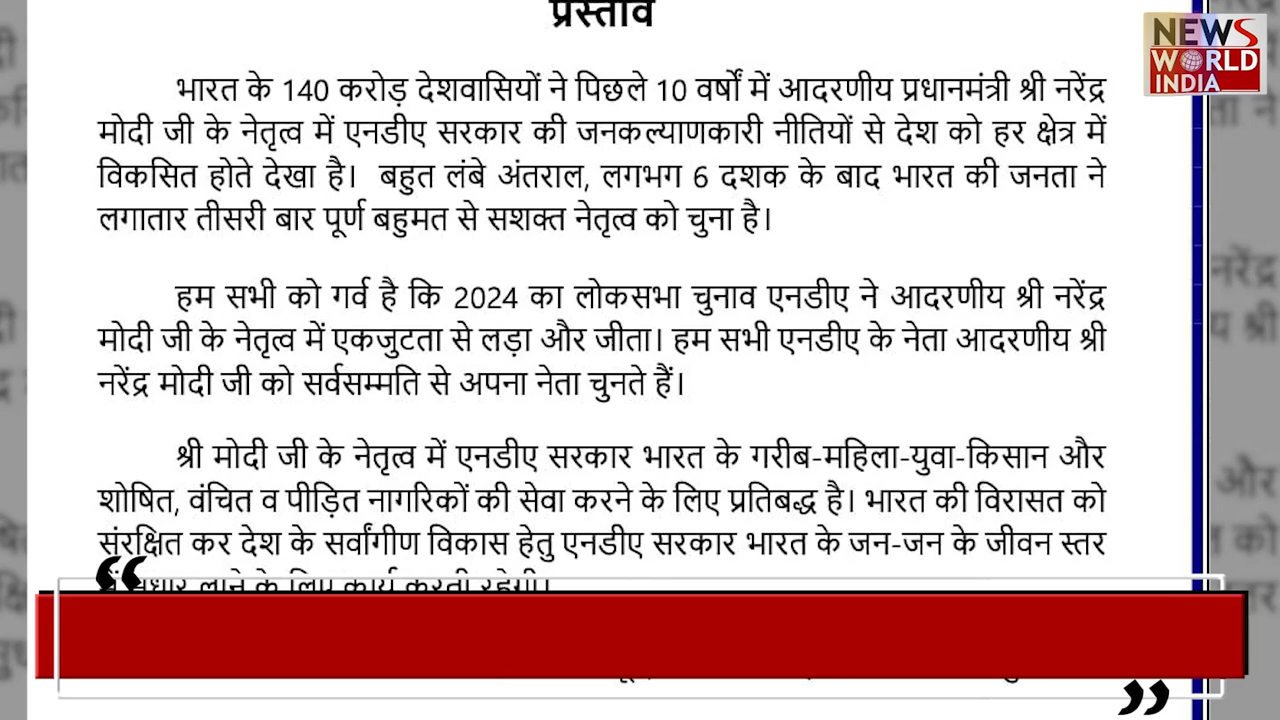 प्रस्ताव
NEWS
WORLD
INDIA
भारत के 140 करोड़ देशवासियों ने पिछले 10 वर्षों में आदरणीय प्रधानमंत्री श्री नरेंद्र
मोदी जी के नेतृत्व में एनडीए सरकार की जनकल्याणकारी नीतियों से देश को हर क्षेत्र में
विकसित होते देखा है। बहुत लंबे अंतराल, लगभग 6 दशक के बाद भारत की जनता ने
लगातार तीसरी बार पूर्ण बहुमत से सशक्त नेतृत्व को चुना है।
हम सभी को गर्व है कि 2024 का लोकसभा चुनाव एनडीए ने आदरणीय श्री नरेंद्र
मोदी जी के नेतृत्व में एकजुटता से लड़ा और जीता। हम सभी एनडीए के नेता आदरणीय श्री
नरेंद्र मोदी जी को सर्वसम्मति से अपना नेता चुनते हैं।
श्री मोदी जी के नेतृत्व में एनडीए सरकार भारत के गरीब-महिला-युवा-किसान और
शोषित, वंचित व पीड़ित नागरिकों की सेवा करने के लिए प्रतिबद्ध है। भारत की विरासत को
संरक्षित कर देश के सर्वांगीण विकास हेतु एनडीए सरकार भारत के जन-जन के जीवन स्तर
में सुधार लाने के लिए कार्य करती रहेगी।